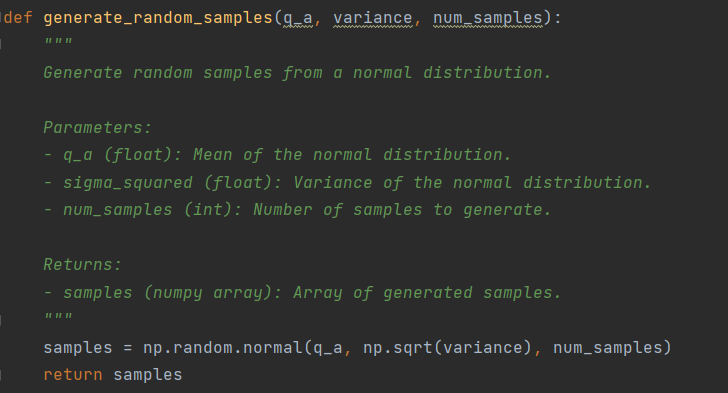 def generate_random_samples(q_a, variance, num_samples):
"""
Generate random samples from a normal distribution.
Parameters:
- q_a (float): Mean of the normal distribution.
- sigma_squared (float): Variance of the normal distribution.
- num_samples (int): Number of samples to generate.
Returns:
- samples (numpy array): Array of generated samples.
"""
samples = np.random.normal(q_a, np.sqrt(variance), num_samples)
return samples